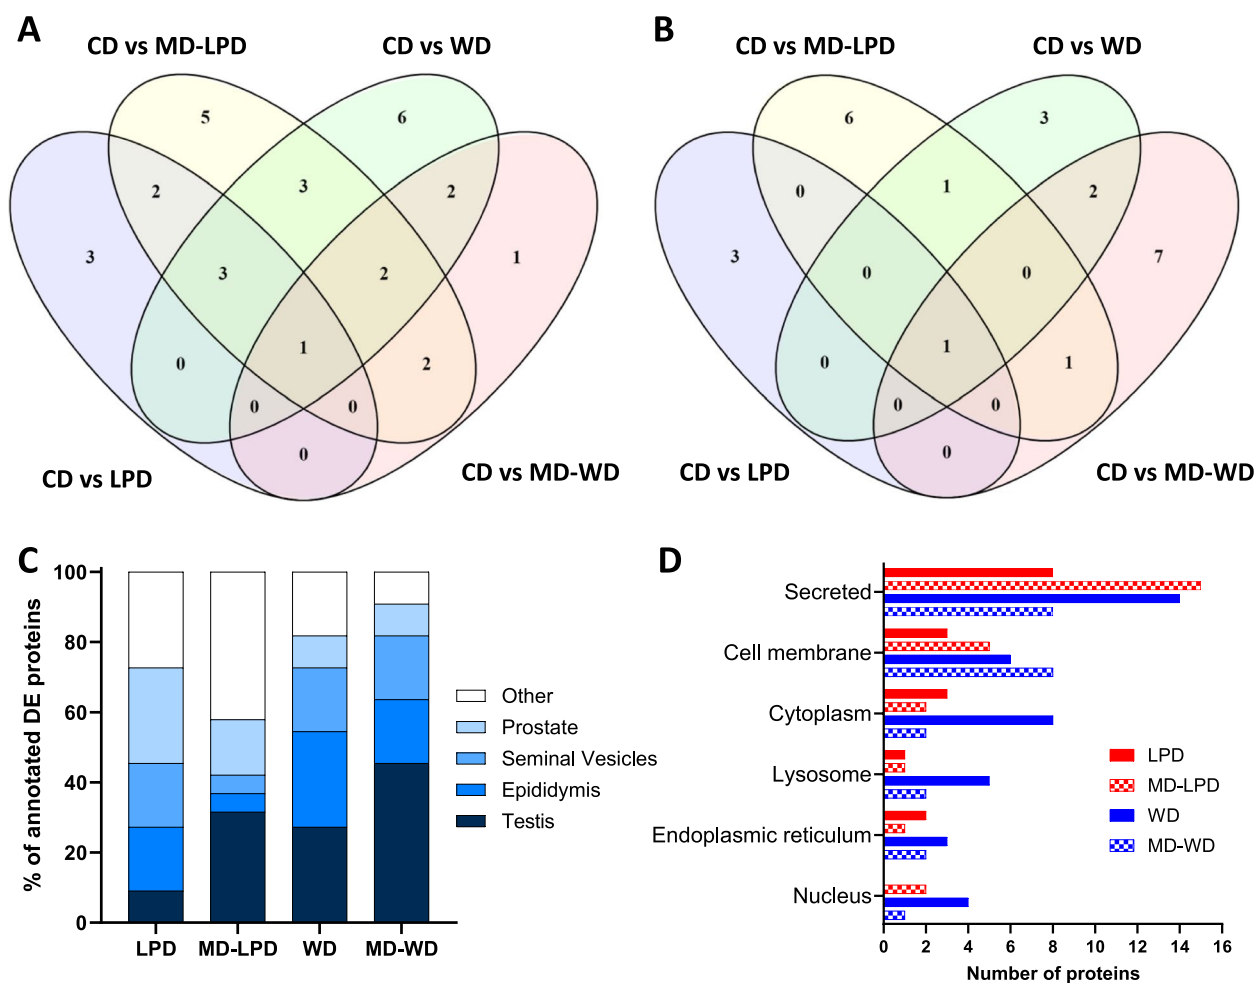 A
CD vs MD-LPD
CD vs WD
5
6
2
3
2
3
3
2
1
0
1
2
0
0
0
CD vs LPD
CD vs MD-WD
B
CD vs MD-LPD
CD vs WD
6
3
0
1
2
3
0
0
7
0
1
1
0
0
0
CD vs LPD
CD vs MD-WD
C
% of annotated DE proteins
100
80
60
40
20
0
LPD
MD-LPD
WD
MD-WD
Other
Prostate
Seminal Vesicles
Epididymis
Testis
D
Secreted
Cell membrane
Cytoplasm
Lysosome
Endoplasmic reticulum
Nucleus
LPD
MD-LPD
WD
MD-WD
0 2 4 6 8 10 12 14 16
Number of proteins